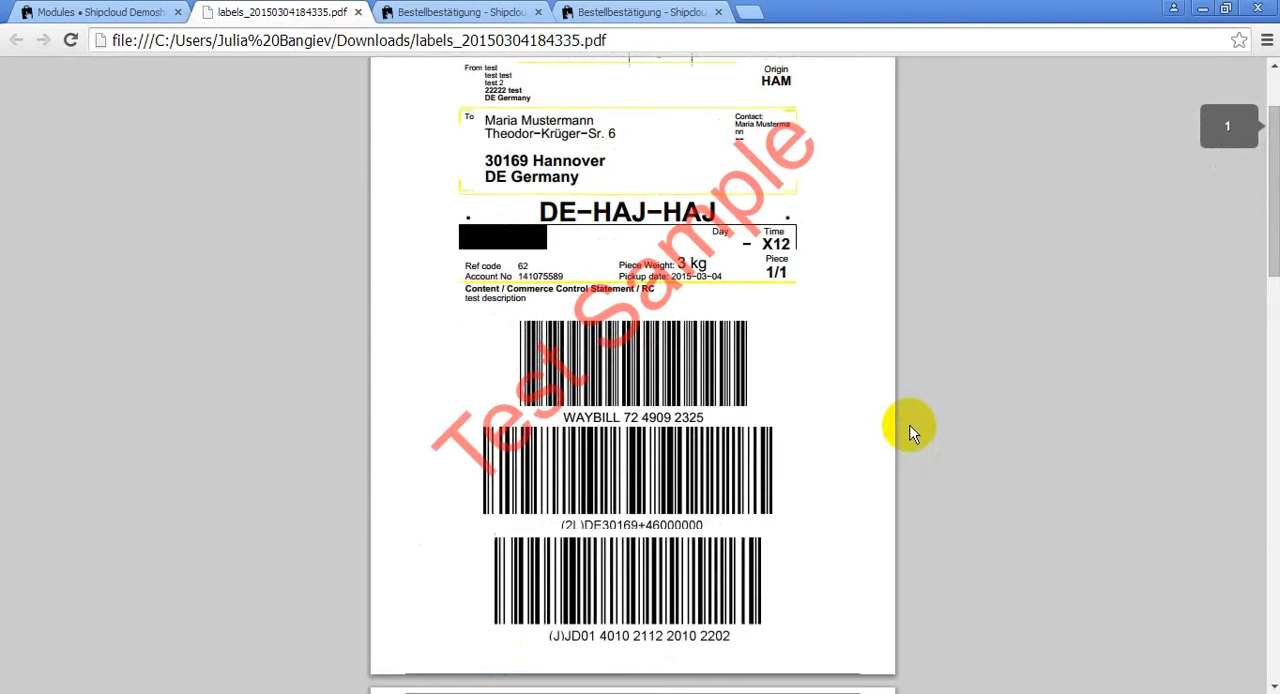 Modules • Shipcloud Demosh
labels_20150304184335.pdf
Bestellbestätigung - Shipclou
Bestellbestätigung - Shipclou
file:///C:/Users/Julia%20Bangiev/Downloads/labels_20150304184335.pdf
1
From test
test test
test 2
22222 test
DE Germany
Origin
HAM
To
Maria Mustermann
Theodor-Krüger-Sr. 6
30169 Hannover
DE Germany
Contact:
Maria Musterma
nn
DE-HAJ-HAJ
Day
-
Time
X12
Ref code 62
Account No 141075589
Piece Weight: 3 kg
Pickup date: 2015-03-04
Piece
1/1
Content / Commerce Control Statement / RC
test description
Test Sample
WAYBILL 72 4909 2325
(2L)DE30169+46000000
(J)JD01 4010 2112 2010 2202